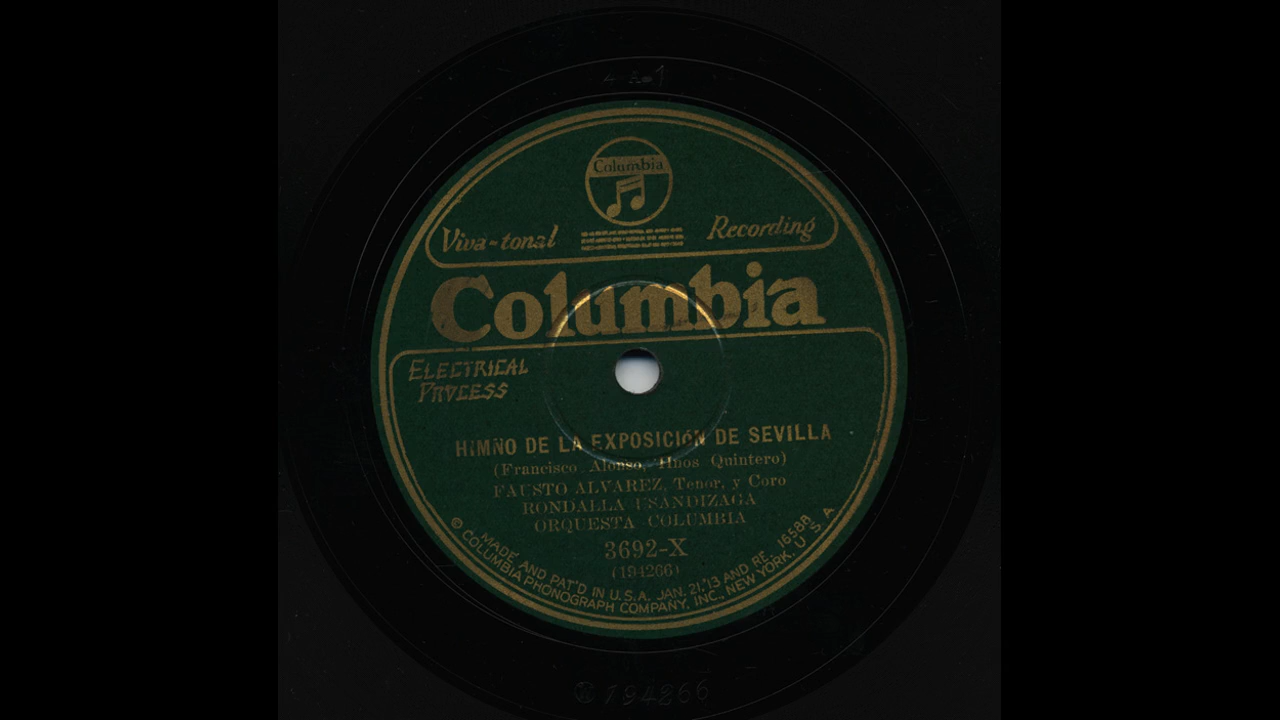 4 A-1
Columbia
Viva-tonal Recording
Columbia
ELECTRICAL
PROCESS
HIMNO DE LA EXPOSICIÓN DE SEVILLA
(Francisco Alonso, Hnos Quintero)
FAUSTO ALVAREZ, Tenor, y Coro
RONDALLA USANDIZAGA
ORQUESTA COLUMBIA
3692-X
(194266)
MADE AND PAT'D IN U.S.A. JAN. 21,'13 AND RE. 16588
© COLUMBIA PHONOGRAPH COMPANY, INC., NEW YORK, U.S.A.
W 194266